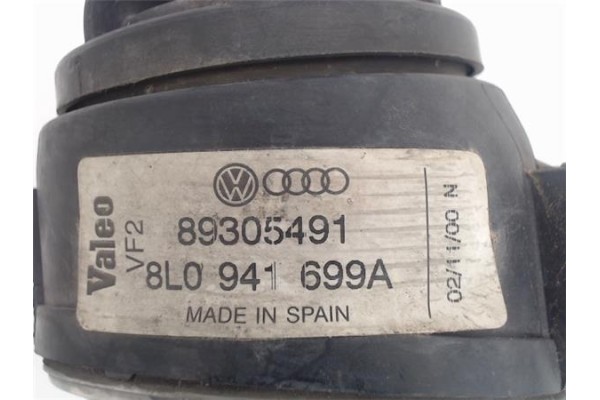 Valeo
VF2
89305491
8L0 941 699A
MADE IN SPAIN
02/11/00 N